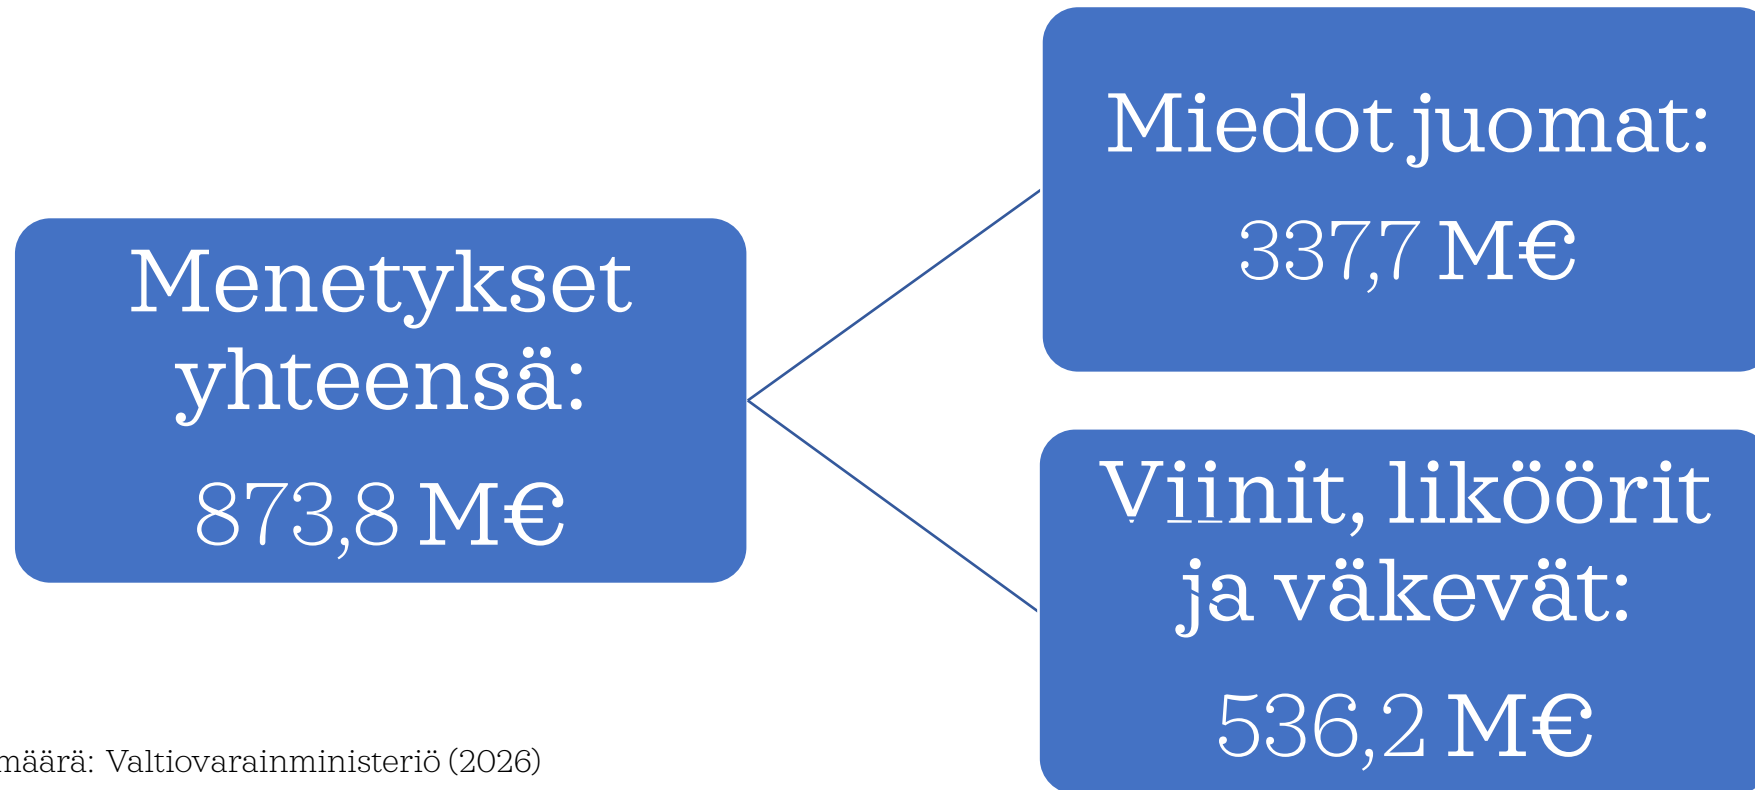 Menetykset
yhteensä:
873,8 M€
Miedot juomat:
337,7 M€
Viinit, liköörit
ja väkevät:
536,2 M€
määrä: Valtiovarainministeriö (2026)